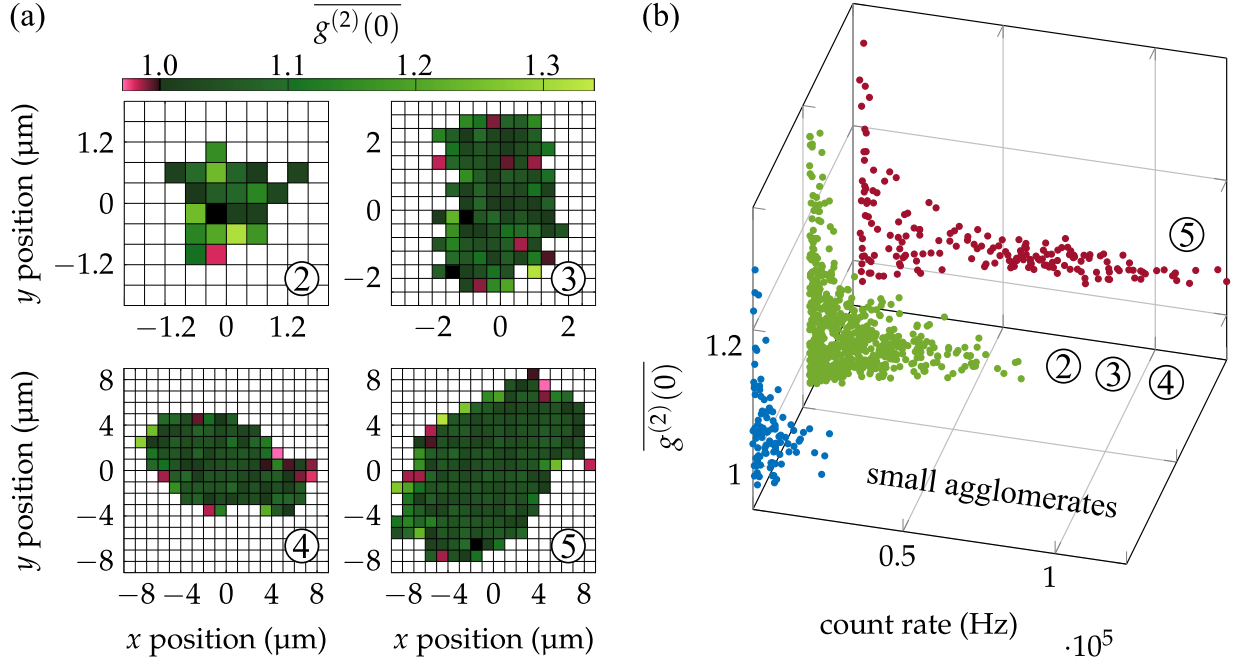 (a)
g⁽²⁾(0)
1.0 1.1 1.2 1.3
y position (μm)
1.2
0
−1.2
②
−1.2 0 1.2
2
0
−2
③
−2 0 2
y position (μm)
8
4
0
−4
−8
④
−8 −4 0 4 8
x position (μm)
8
4
0
−4
−8
⑤
−8 −4 0 4 8
x position (μm)
(b)
⑤
② ③ ④
small agglomerates
1.2
1
g⁽²⁾(0)
0.5 1
count rate (Hz)
·10⁵